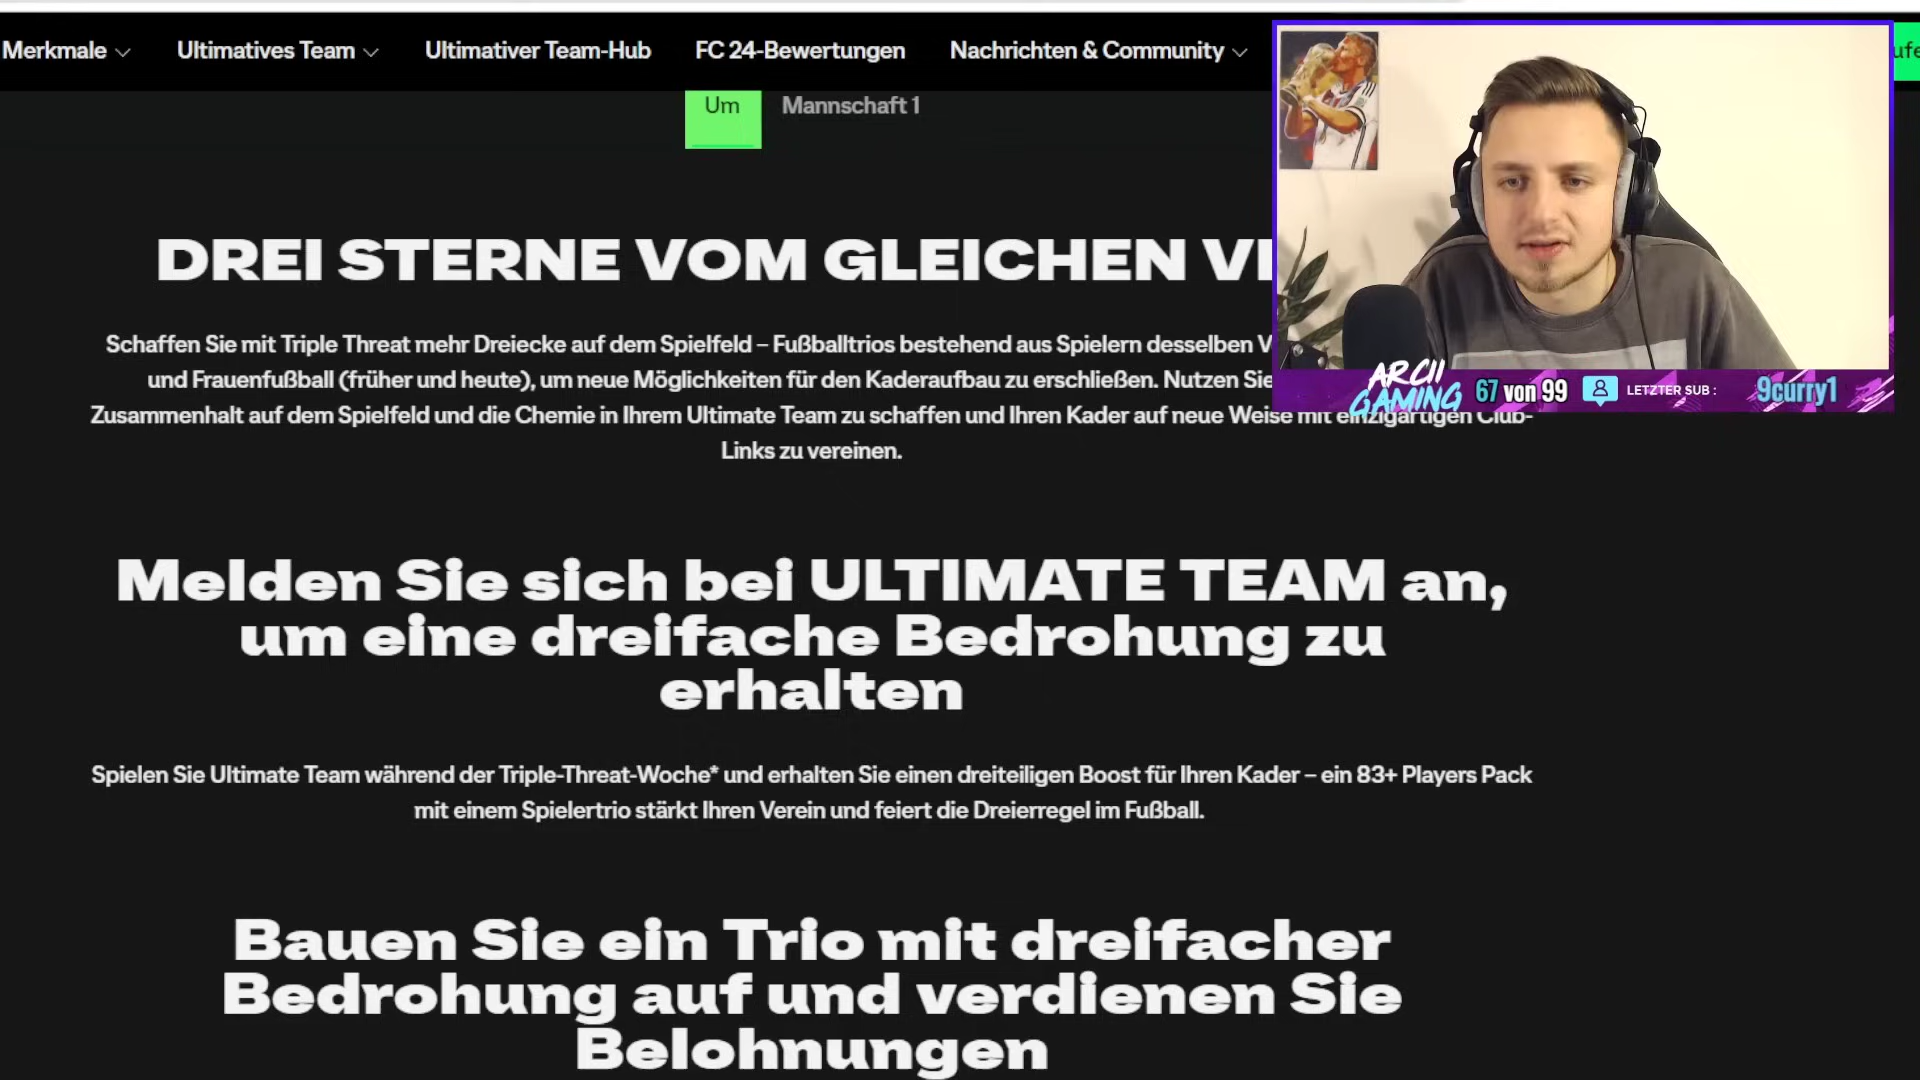 Merkmale
Ultimatives Team
Ultimativer Team-Hub
FC 24-Bewertungen
Nachrichten & Community
Um
Mannschaft 1
DREI STERNE VOM GLEICHEN
Schaffen Sie mit Triple Threat mehr Dreiecke auf dem Spielfeld – Fußballtrios bestehend aus Spielern desselben
und Frauenfußball (früher und heute), um neue Möglichkeiten für den Kaderaufbau zu erschließen. Nutzen Sie
Zusammenhalt auf dem Spielfeld und die Chemie in Ihrem Ultimate Team zu schaffen und Ihren Kader auf neue Weise mit einzigartigen Club-
Links zu vereinen.
ARCII
GAMING
67 von 99
LETZTER SUB :
9curry1
Melden Sie sich bei ULTIMATE TEAM an,
um eine dreifache Bedrohung zu
erhalten
Spielen Sie Ultimate Team während der Triple-Threat-Woche* und erhalten Sie einen dreiteiligen Boost für Ihren Kader – ein 83+ Players Pack
mit einem Spielertrio stärkt Ihren Verein und feiert die Dreierregel im Fußball.
Bauen Sie ein Trio mit dreifacher
Bedrohung auf und verdienen Sie
Belohnungen